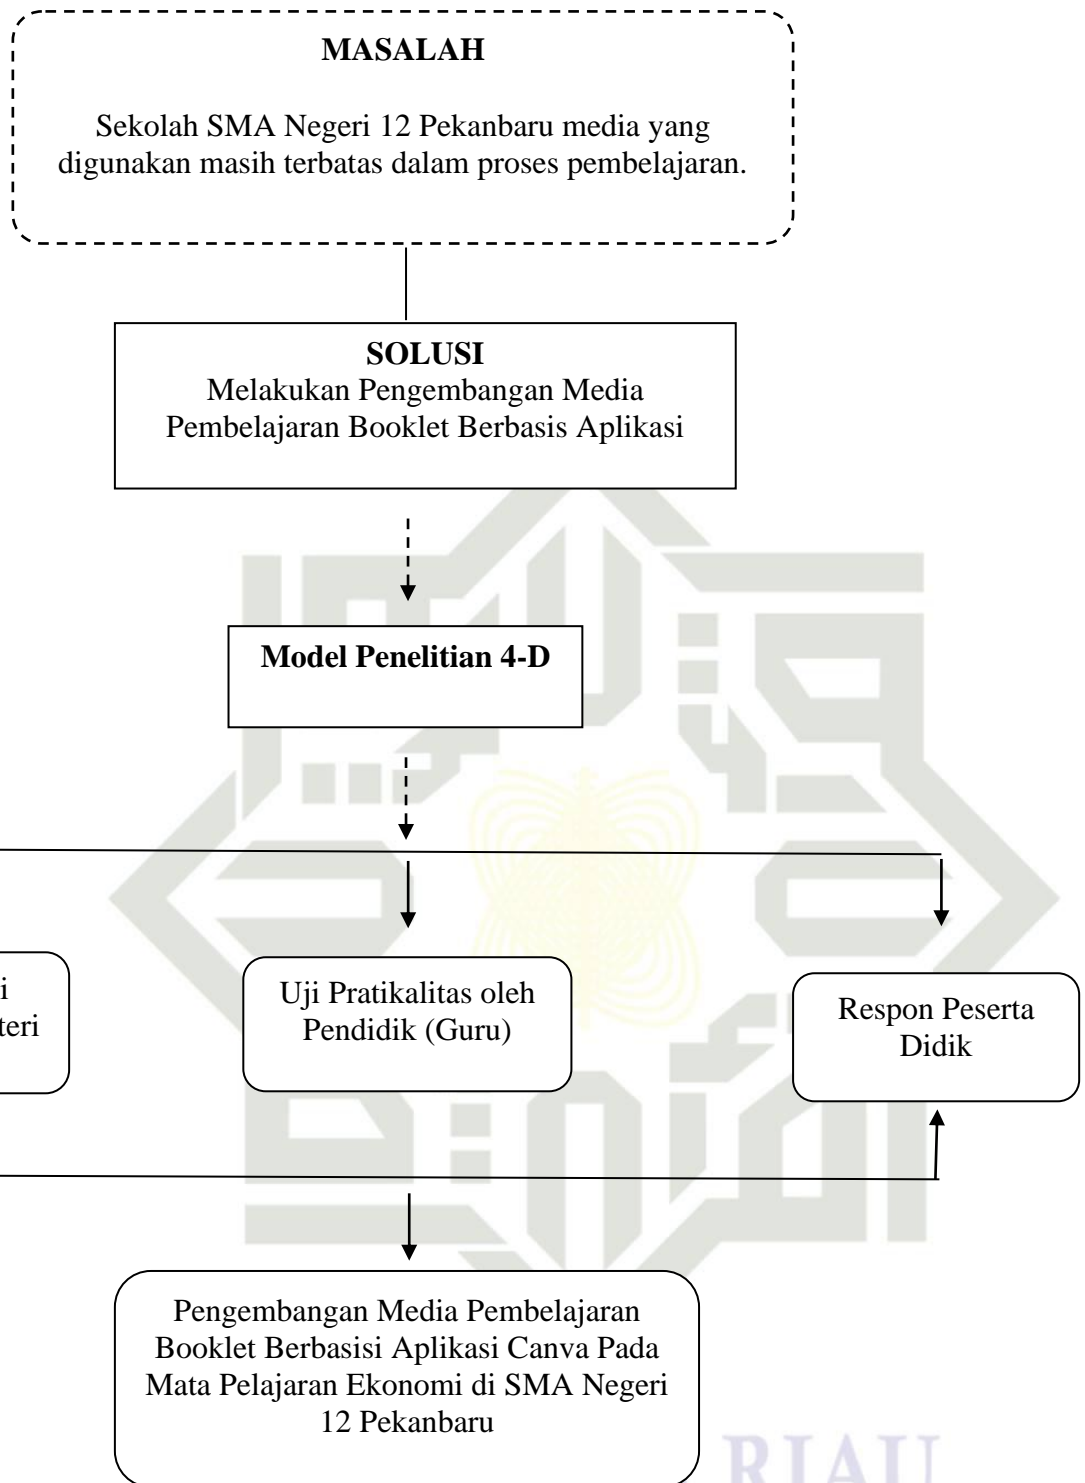 MASALAH
Sekolah SMA Negeri 12 Pekanbaru media yang
digunakan masih terbatas dalam proses pembelajaran.
SOLUSI
Melakukan Pengembangan Media
Pembelajaran Booklet Berbasis Aplikasi
Model Penelitian 4-D
Uji Pratikalitas oleh
Pendidik (Guru)
Respon Peserta
Didik
Pengembangan Media Pembelajaran
Booklet Berbasisi Aplikasi Canva Pada
Mata Pelajaran Ekonomi di SMA Negeri
12 Pekanbaru
RIAU